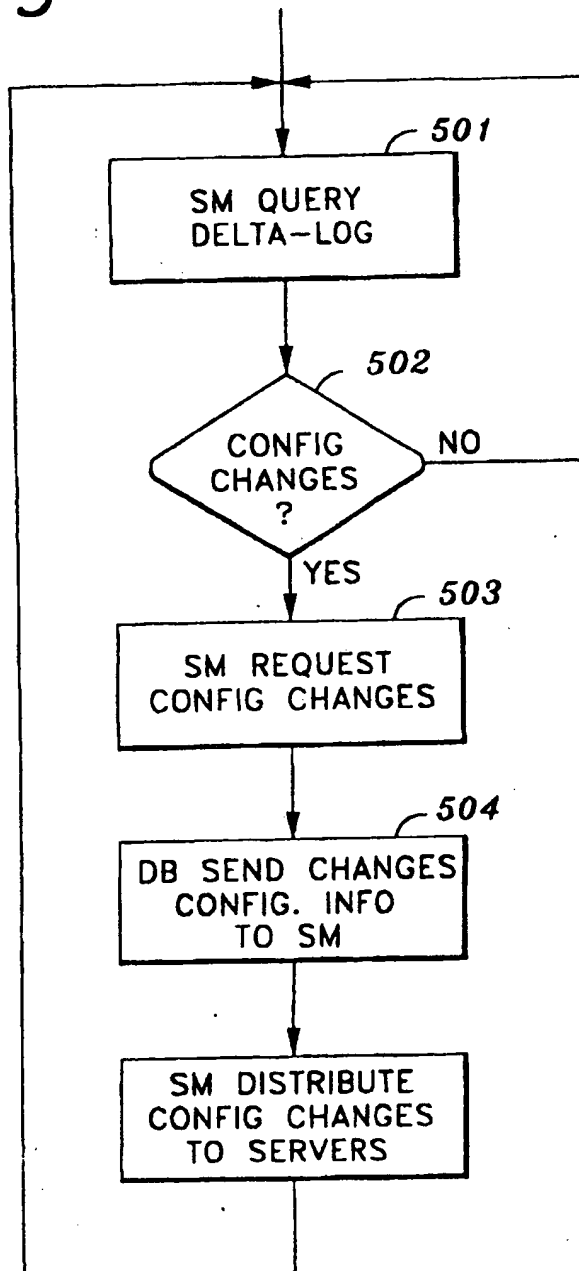 501
SM QUERY
DELTA-LOG
502
CONFIG
CHANGES
?
NO
YES
503
SM REQUEST
CONFIG CHANGES
504
DB SEND CHANGES
CONFIG. INFO
TO SM
SM DISTRIBUTE
CONFIG CHANGES
TO SERVERS